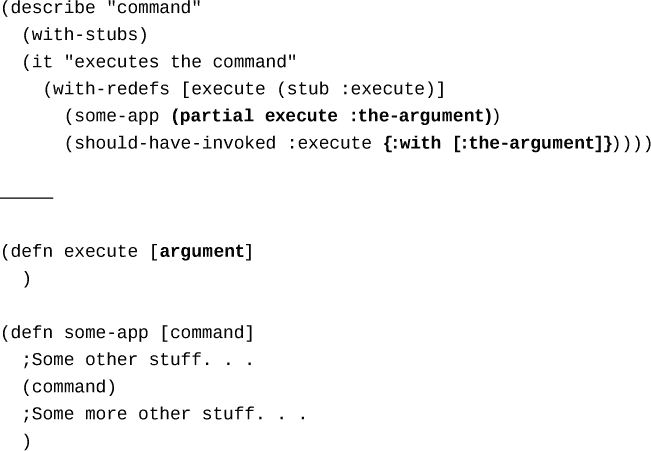 (describe "command"
  (with-stubs)
  (it "executes the command"
    (with-redefs [execute (stub :execute)]
      (some-app (partial execute :the-argument))
      (should-have-invoked :execute {:with [:the-argument]}))))
(defn execute [argument]
  )
(defn some-app [command]
  ;Some other stuff. . .
  (command)
  ;Some more other stuff. . .
  )